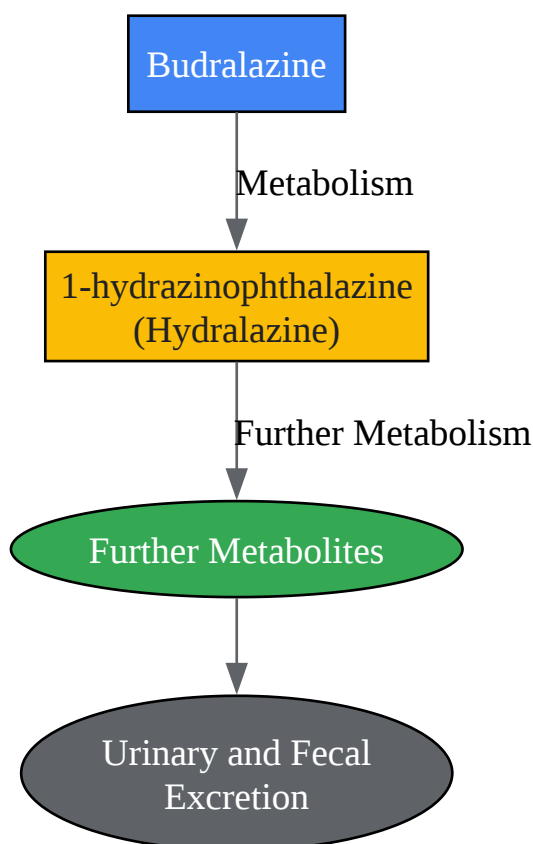 Budralazine
Metabolism
1-hydrazinophthalazine
(Hydralazine)
Further Metabolism
Further Metabolites
Urinary and Fecal
Excretion